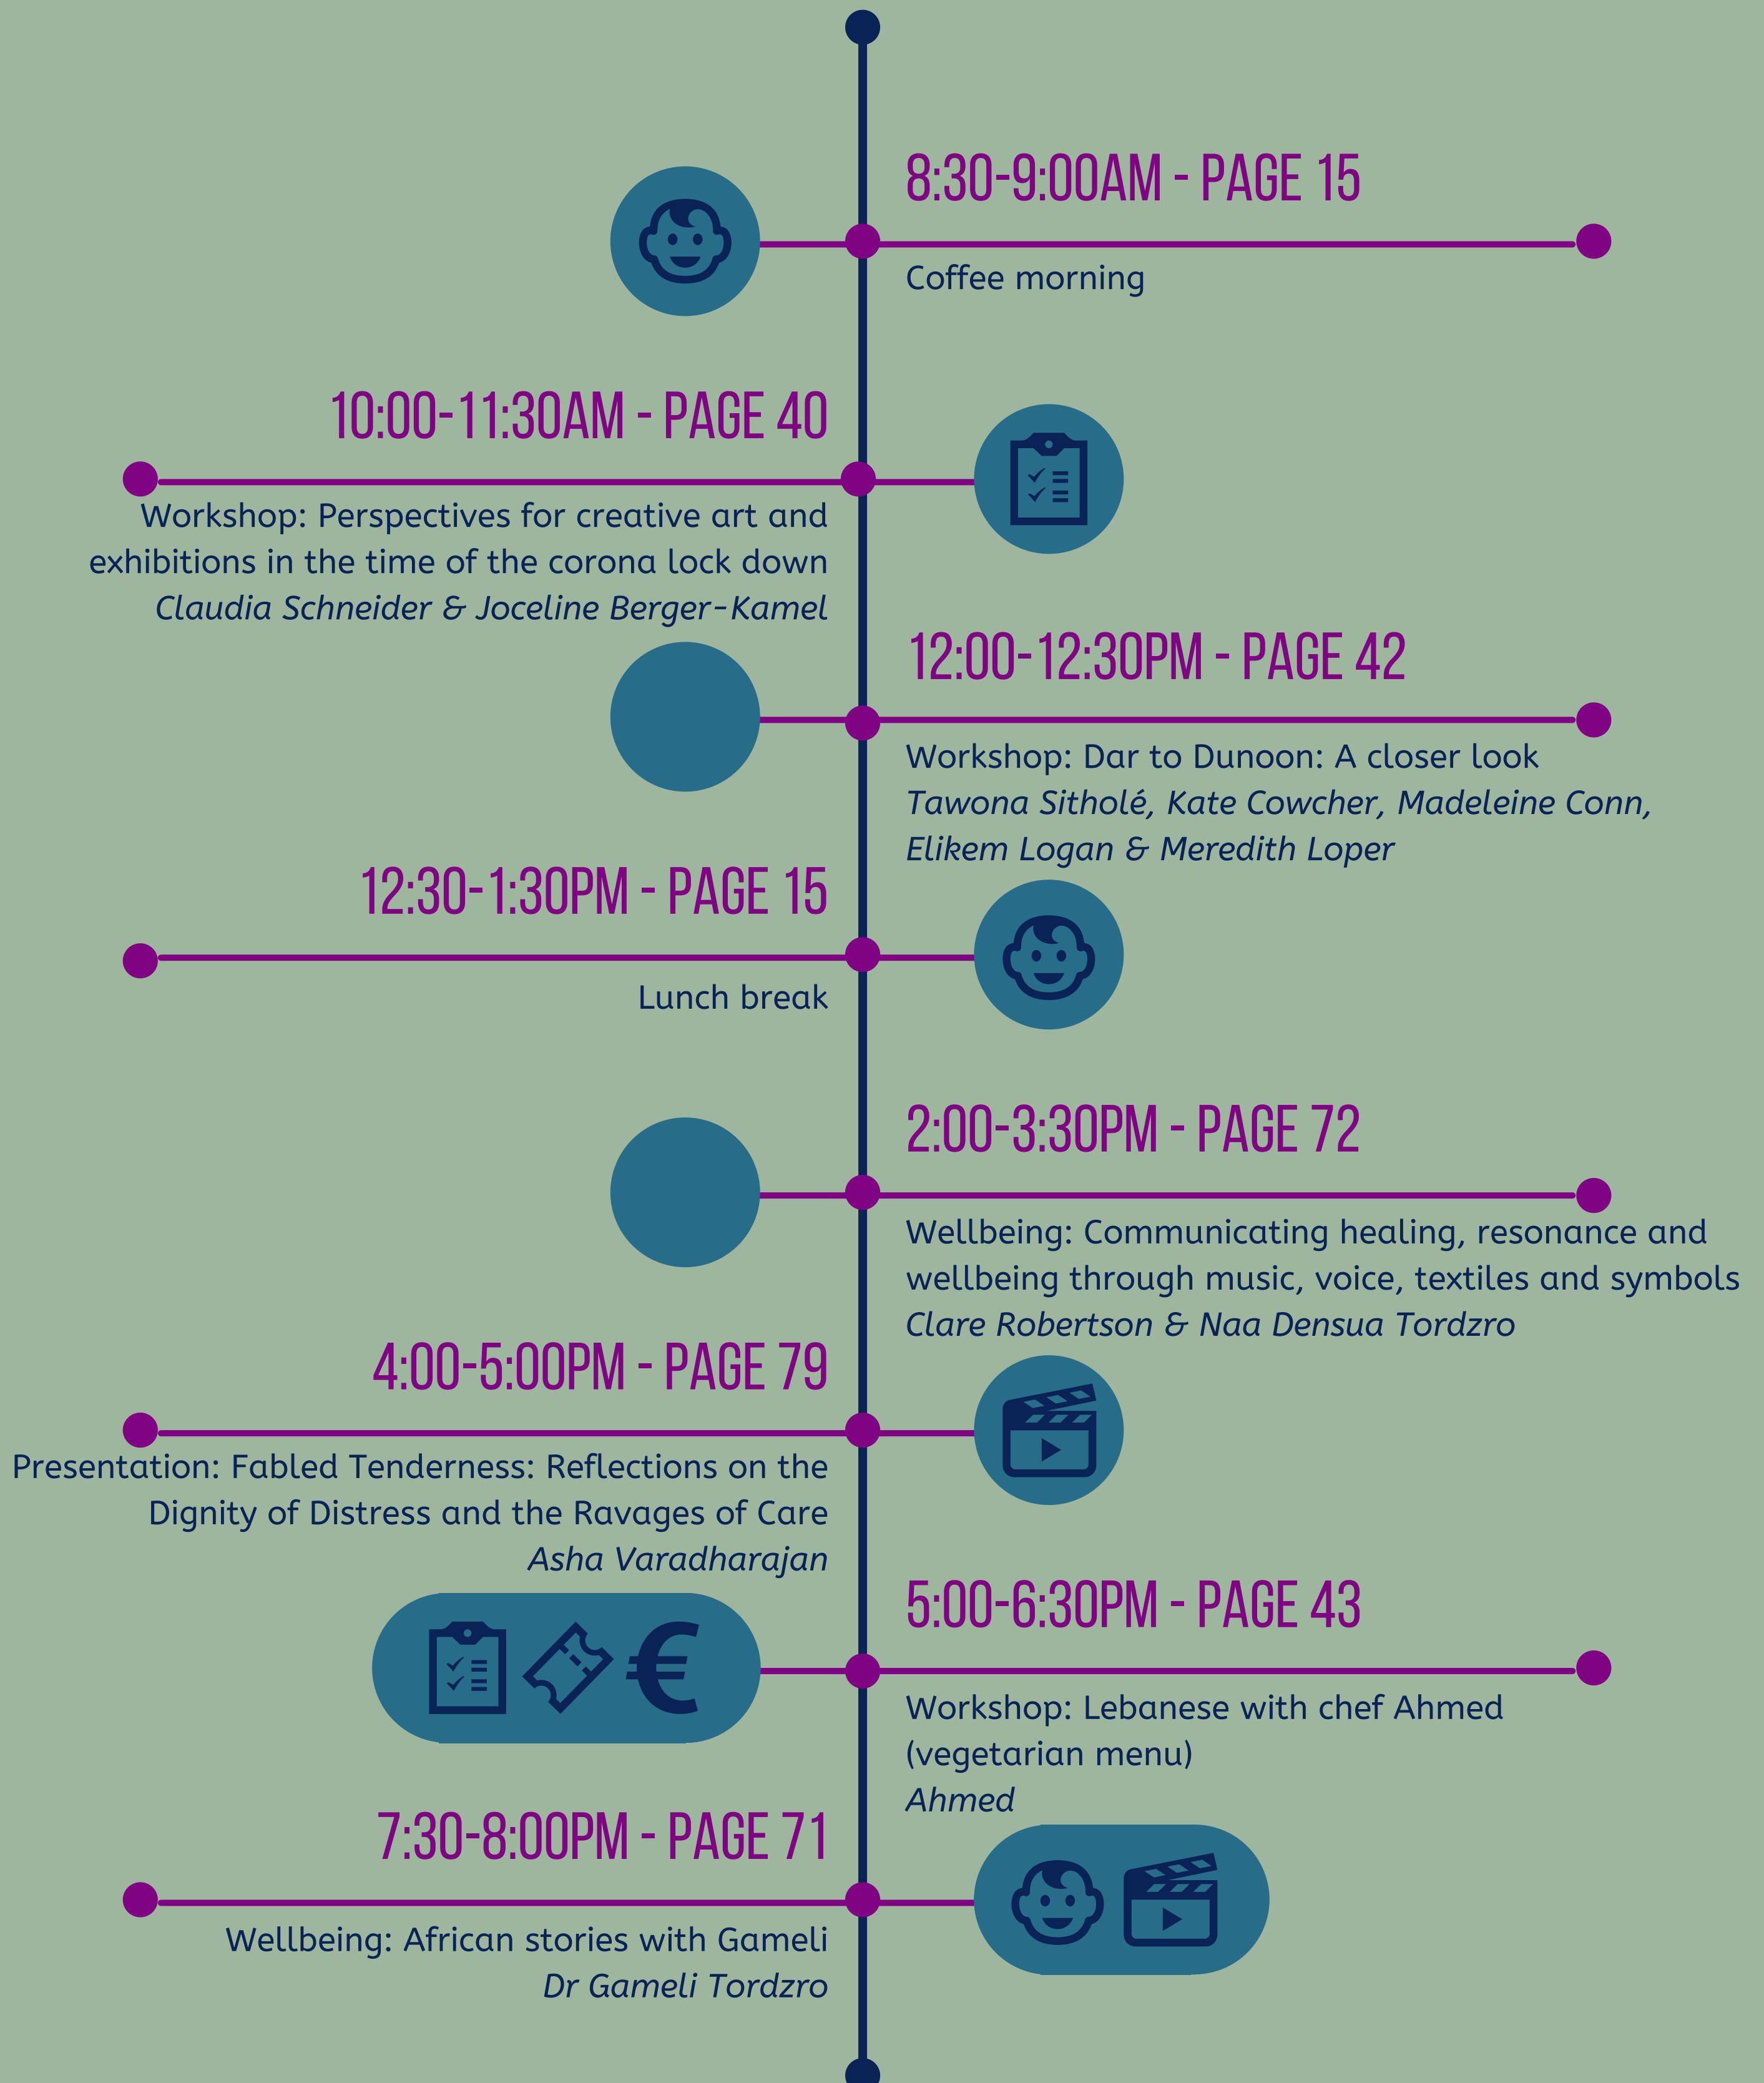 8:30-9:00AM - PAGE 15
Coffee morning
10:00-11:30AM - PAGE 40
Workshop: Perspectives for creative art and
exhibitions in the time of the corona lock down
Claudia Schneider & Joceline Berger-Kamel
12:00-12:30PM - PAGE 42
Workshop: Dar to Dunoon: A closer look
Tawona Sitholé, Kate Cowcher, Madeleine Conn,
Elikem Logan & Meredith Loper
12:30-1:30PM - PAGE 15
Lunch break
2:00-3:30PM - PAGE 72
Wellbeing: Communicating healing, resonance and
wellbeing through music, voice, textiles and symbols
Clare Robertson & Naa Densua Tordzro
4:00-5:00PM - PAGE 79
Presentation: Fabled Tenderness: Reflections on the
Dignity of Distress and the Ravages of Care
Asha Varadharajan
5:00-6:30PM - PAGE 43
€
Workshop: Lebanese with chef Ahmed
(vegetarian menu)
Ahmed
7:30-8:00PM - PAGE 71
Wellbeing: African stories with Gameli
Dr Gameli Tordzro